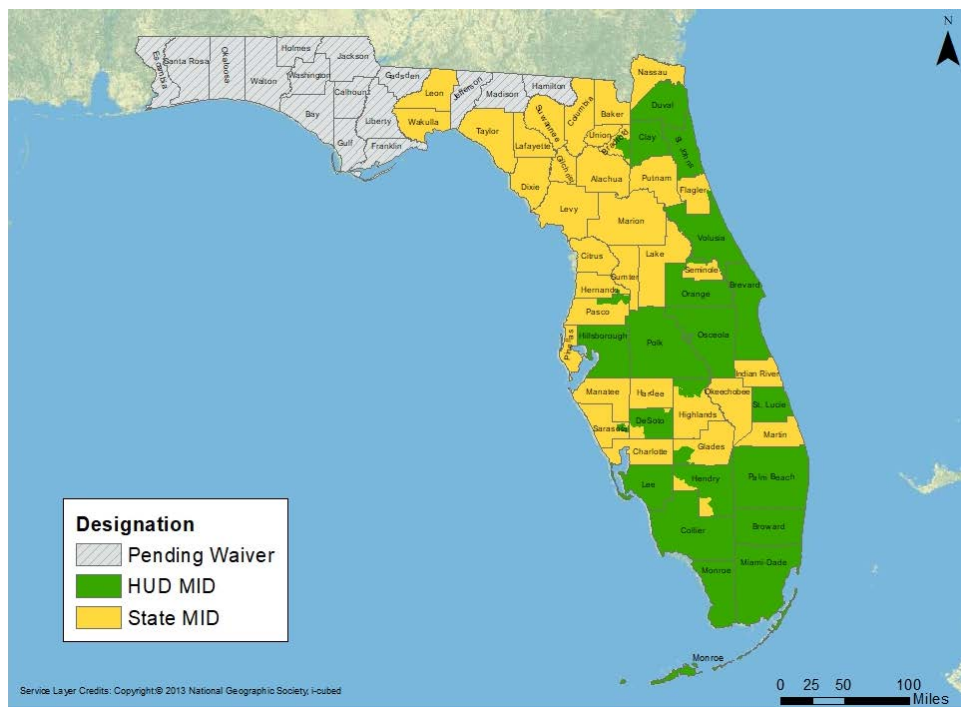 N
Holmes
Jackson
Escambia
Santa Rosa
Okaloosa
Walton
Washington
Gadsden
Calhoun
Leon
Jefferson
Madison
Hamilton
Nassau
Bay
Liberty
Wakulla
Taylor
Suwannee
Columbia
Baker
Duval
Gulf
Franklin
Lafayette
Union
Bradford
Clay
St. Johns
Dixie
Gilchrist
Alachua
Putnam
Flagler
Levy
Marion
Volusia
Citrus
Lake
Sumter
Seminole
Hernando
Orange
Brevard
Pasco
Pinellas
Hillsborough
Polk
Osceola
Indian River
Manatee
Hardee
Okeechobee
St. Lucie
Sarasota
DeSoto
Highlands
Martin
Charlotte
Glades
Lee
Hendry
Palm Beach
Collier
Broward
Monroe
Miami-Dade
Monroe
Designation
Pending Waiver
HUD MID
State MID
Service Layer Credits: Copyright:© 2013 National Geographic Society, i-cubed
0 25 50 100
Miles